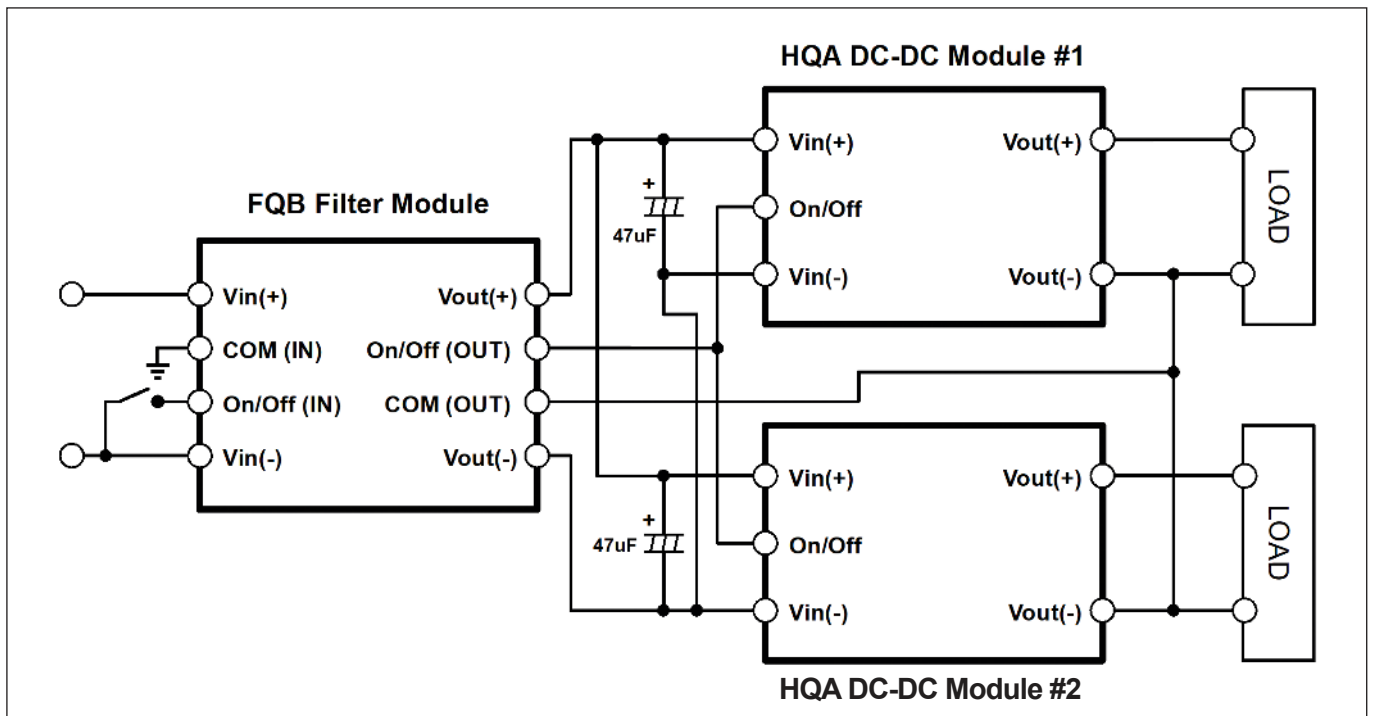 HQA DC-DC Module #1
Vin(+) Vout(+)
On/Off
Vin(-) Vout(-)
LOAD
+
47uF
FQB Filter Module
Vin(+) Vout(+)
COM (IN) On/Off (OUT)
On/Off (IN) COM (OUT)
Vin(-) Vout(-)
Vin(+) Vout(+)
On/Off
Vin(-) Vout(-)
LOAD
+
47uF
HQA DC-DC Module #2